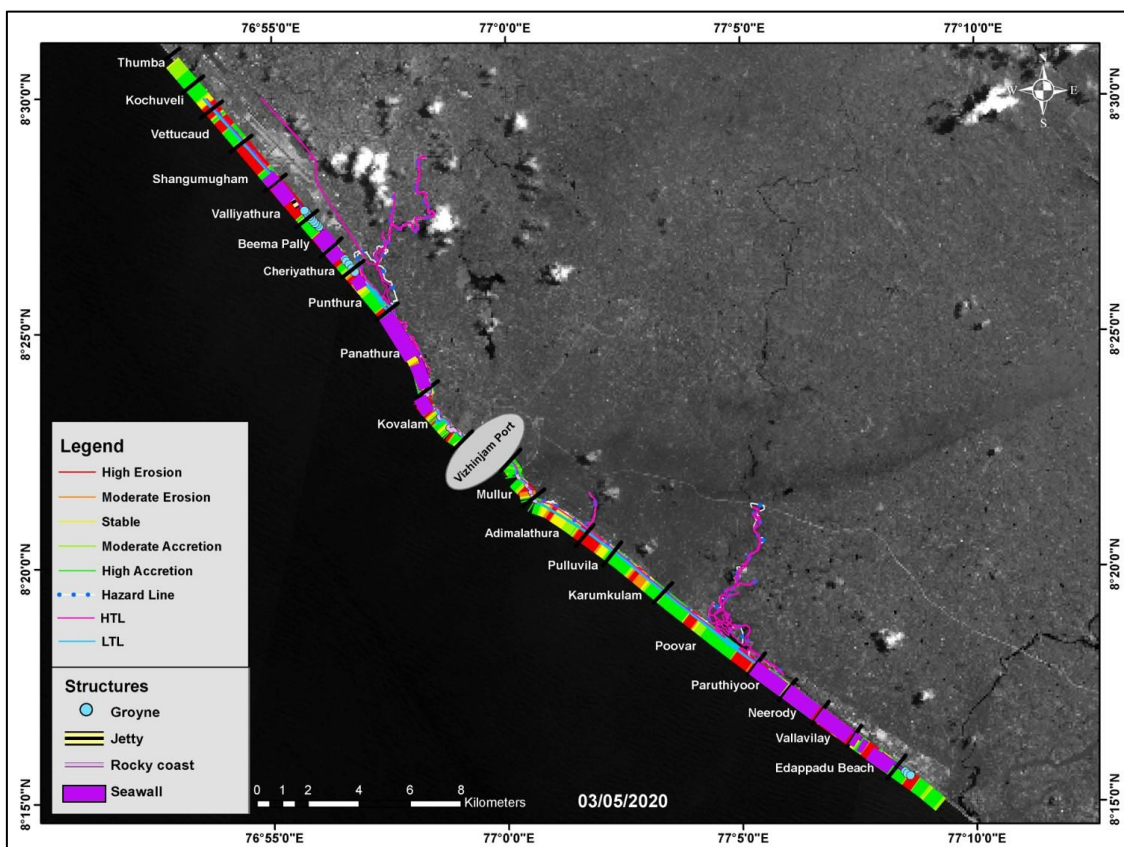 76°55'0"E 77°0'0"E 77°5'0"E 77°10'0"E
N
W E
S
8°30'0"N 8°30'0"N
8°25'0"N 8°25'0"N
8°20'0"N 8°20'0"N
8°15'0"N 8°15'0"N
Thumba
Kochuveli
Vettucaud
Shangumugham
Valliyathura
Beema Pally
Cheriyathura
Punthura
Panathura
Kovalam
Vizhinjam Port
Mullur
Adimalathura
Pulluvila
Karumkulam
Poovar
Paruthiyoor
Neerody
Vallavilay
Edappadu Beach
Legend
High Erosion
Moderate Erosion
Stable
Moderate Accretion
High Accretion
Hazard Line
HTL
LTL
Structures
Groyne
Jetty
Rocky coast
Seawall
0 1 2 4 6 8
Kilometers
03/05/2020
76°55'0"E 77°0'0"E 77°5'0"E 77°10'0"E